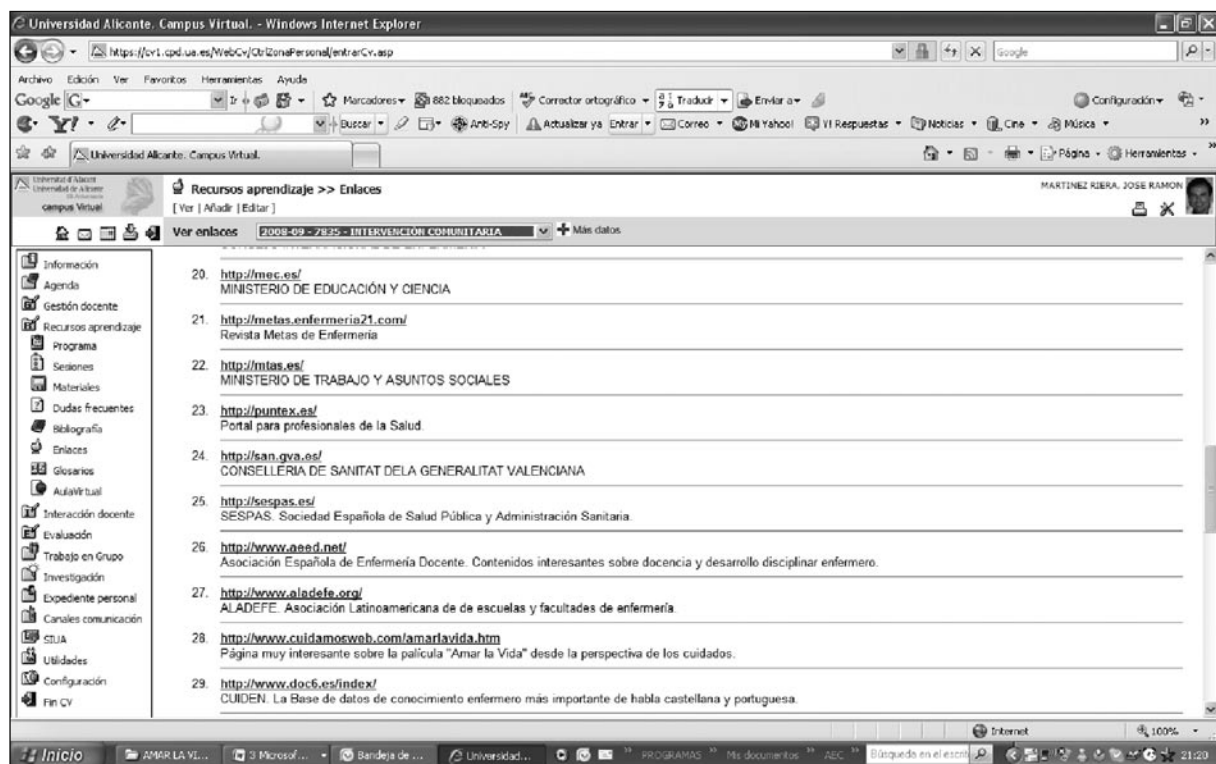 Universidad Alicante. Campus Virtual. - Windows Internet Explorer
https://cv1.cpd.ua.es/WebCv/CtrlZonaPersonal/entrarCv.asp
Google
Archivo Edición Ver Favoritos Herramientas Ayuda
Google Marcadores 882 bloqueados Corrector ortográfico Traducir Enviar a Configuración
Y! Buscar Anti-Spy Actualizar ya Entrar Correo Mi Yahoo! Y! Respuestas Noticias Cine Música
Universidad Alicante. Campus Virtual. Página Herramientas
Universitat d'Alacant
Universidad de Alicante
campus Virtual
Recursos aprendizaje >> Enlaces
MARTINEZ RIERA, JOSE RAMON
[ Ver | Añadir | Editar ]
Ver enlaces 2008-09 - 7835 - INTERVENCIÓN COMUNITARIA Más datos
Información
Agenda
Gestión docente
Recursos aprendizaje
Programa
Sesiones
Materiales
Dudas frecuentes
Bibliografía
Enlaces
Glosarios
AulaVirtual
Interacción docente
Evaluación
Trabajo en Grupo
Investigación
Expediente personal
Canales comunicación
SIUA
Utilidades
Configuración
Fin CV
20. http://mec.es/
MINISTERIO DE EDUCACIÓN Y CIENCIA
21. http://metas.enfermeria21.com/
Revista Metas de Enfermería
22. http://mtas.es/
MINISTERIO DE TRABAJO Y ASUNTOS SOCIALES
23. http://puntex.es/
Portal para profesionales de la Salud.
24. http://san.gva.es/
CONSELLERIA DE SANITAT DELA GENERALITAT VALENCIANA
25. http://sespas.es/
SESPAS. Sociedad Española de Salud Pública y Administración Sanitaria.
26. http://www.aeed.net/
Asociación Española de Enfermería Docente. Contenidos interesantes sobre docencia y desarrollo disciplinar enfermero.
27. http://www.aladefe.org/
ALADEFE. Asociación Latinoamericana de de escuelas y facultades de enfermería.
28. http://www.cuidamosweb.com/amarlavida.htm
Página muy interesante sobre la palícula "Amar la Vida" desde la perspectiva de los cuidados.
29. http://www.doc6.es/index/
CUIDEN. La Base de datos de conocimiento enfermero más importante de habla castellana y portuguesa.
Internet 100%
Inicio AMAR LA VI... 3 Microsof... Bandeja de ... Universidad... PROGRAMAS Mis documentos AEC Búsqueda en el escrit 21:20